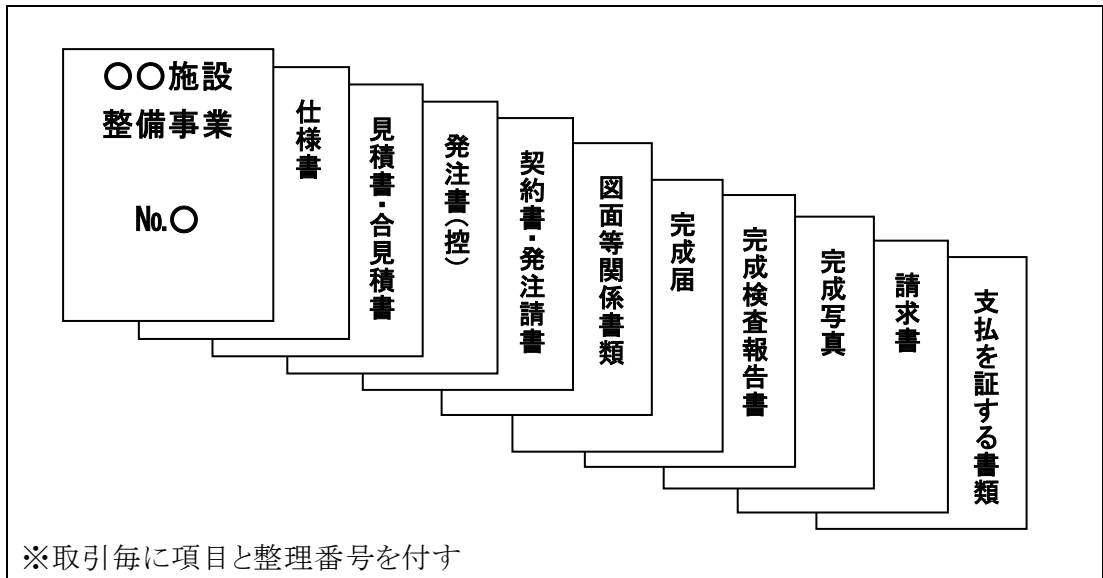 〇〇施設
整備事業
№〇
仕様書
見積書・合見積書
発注書(控)
契約書・発注請書
図面等関係書類
完成届
完成検査報告書
完成写真
請求書
支払を証する書類
※取引毎に項目と整理番号を付す